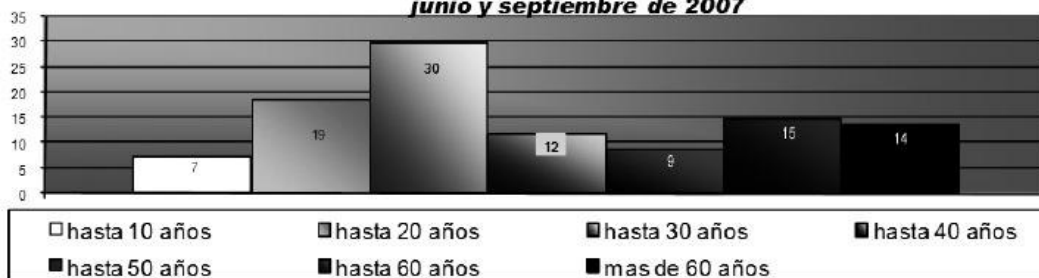 junio y septiembre de 2007
35
30
25
20
15
10
5
0
7
19
30
12
9
15
14
hasta 10 años
hasta 20 años
hasta 30 años
hasta 40 años
hasta 50 años
hasta 60 años
mas de 60 años